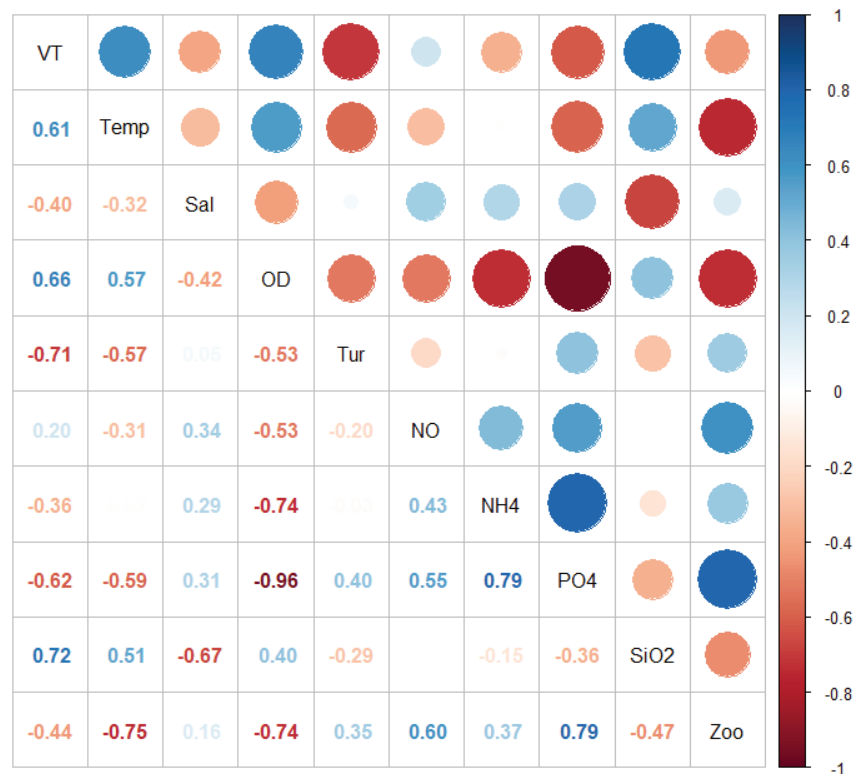 VT
0.61 Temp
-0.40 -0.32 Sal
0.66 0.57 -0.42 OD
-0.71 -0.57 0.05 -0.53 Tur
0.20 -0.31 0.34 -0.53 -0.20 NO
-0.36 0.29 -0.74 -0.03 0.43 NH4
-0.62 -0.59 0.31 -0.96 0.40 0.55 0.79 PO4
0.72 0.51 -0.67 0.40 -0.29 -0.15 -0.36 SiO2
-0.44 -0.75 0.16 -0.74 0.35 0.60 0.37 0.79 -0.47 Zoo
1
0.8
0.6
0.4
0.2
0
-0.2
-0.4
-0.6
-0.8
-1